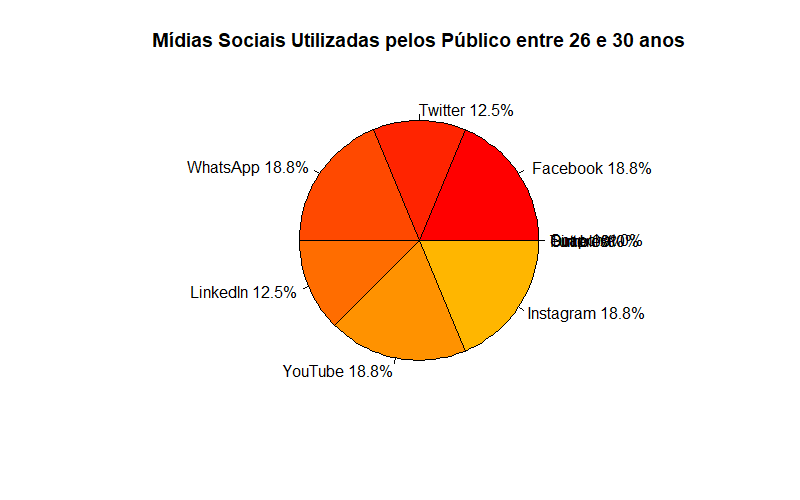 Mídias Sociais Utilizadas pelos Público entre 26 e 30 anos
Twitter 12.5%
WhatsApp 18.8%
Facebook 18.8%
LinkedIn 12.5%
Instagram 18.8%
YouTube 18.8%